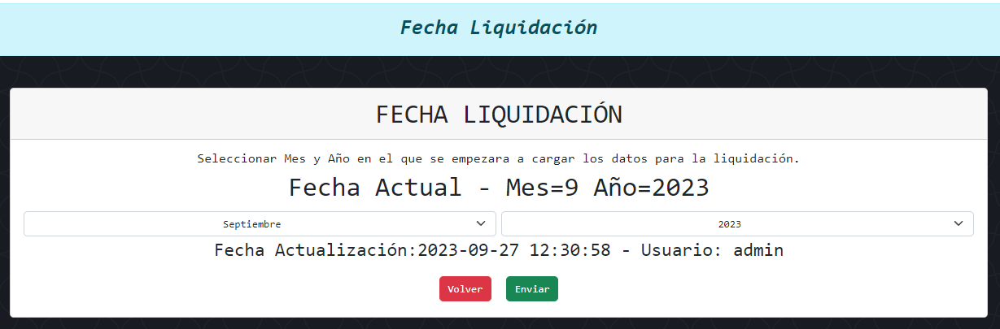 Fecha Liquidación
FECHA LIQUIDACIÓN
Seleccionar Mes y Año en el que se empezara a cargar los datos para la liquidación.
Fecha Actual - Mes=9 Año=2023
Septiembre 2023
Fecha Actualización:2023-09-27 12:30:58 - Usuario: admin
Volver Enviar